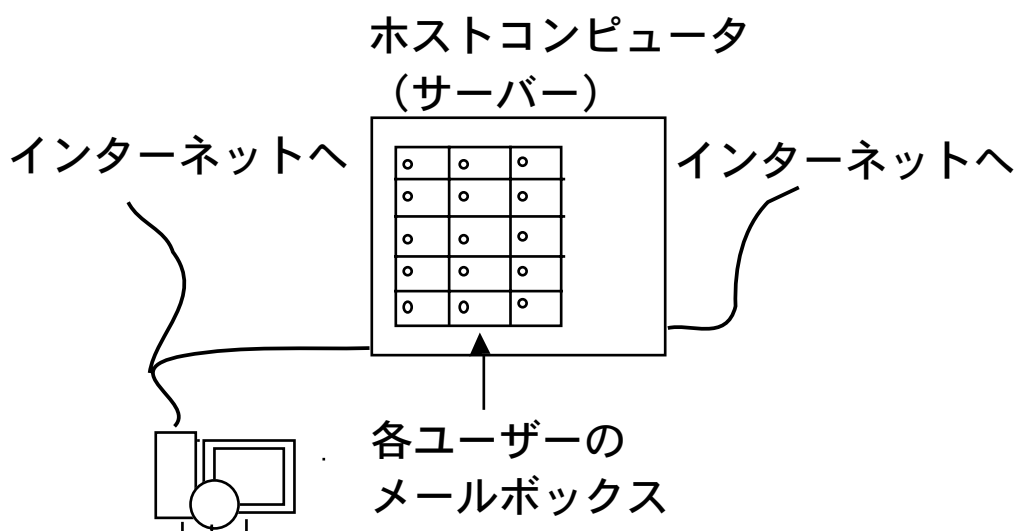 ホストコンピュータ
（サーバー）
インターネットへ
インターネットへ
各ユーザーの
メールボックス